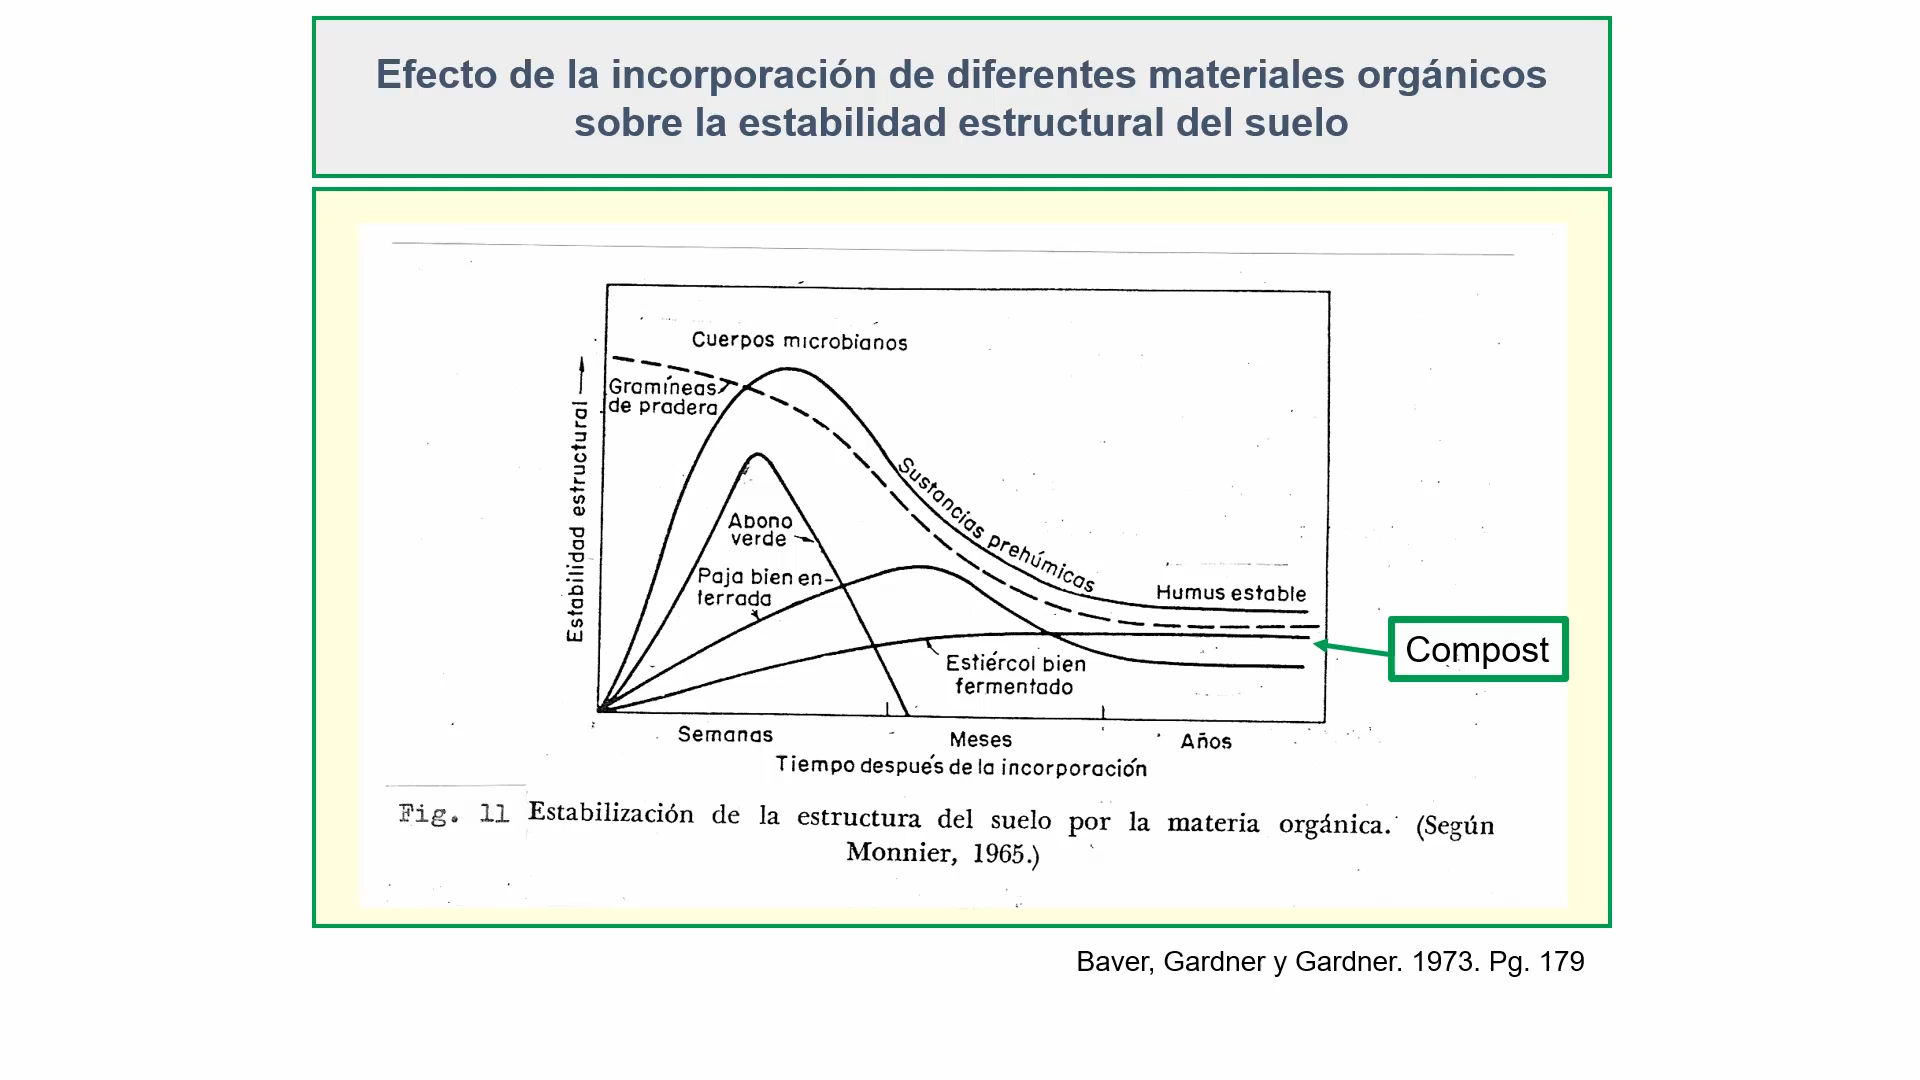 Efecto de la incorporación de diferentes materiales orgánicos
sobre la estabilidad estructural del suelo
Cuerpos microbianos
Gramíneas
de pradera
Estabilidad estructural
Sustancias prehúmicas
Abono
verde
Paja bien en-
terrada
Humus estable
Compost
Estiércol bien
fermentado
Semanas
Meses
Años
Tiempo después de la incorporación
Fig. 11 Estabilización de la estructura del suelo por la materia orgánica. (Según
Monnier, 1965.)
Baver, Gardner y Gardner. 1973. Pg. 179